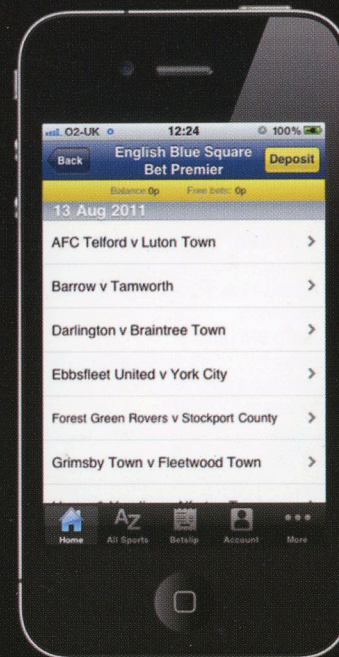 O2-UK 12:24 100%
Back English Blue Square Bet Premier Deposit
Balance: 0p Free bets: 0p
13 Aug 2011
AFC Telford v Luton Town
Barrow v Tamworth
Darlington v Braintree Town
Ebbsfleet United v York City
Forest Green Rovers v Stockport County
Grimsby Town v Fleetwood Town
Home AZ All Sports Betslip Account More